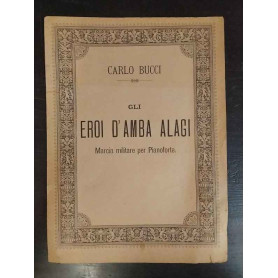 CARLO BUCCI
GLI
EROI D'AMBA ALAGI
Marcia militare per Pianoforte.